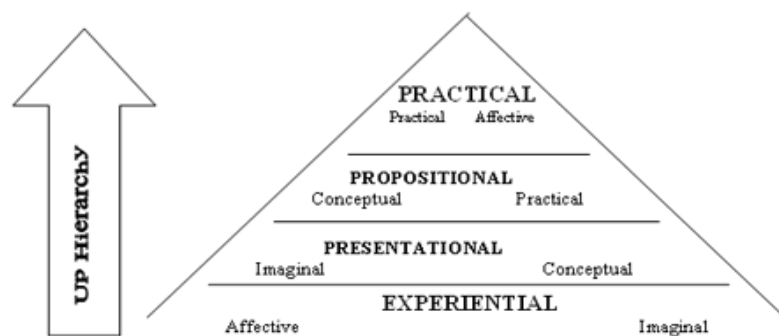 UP Hierarchy
PRACTICAL
Practical Affective
PROPOSITIONAL
Conceptual Practical
PRESENTATIONAL
Imaginal Conceptual
EXPERIENTIAL
Affective Imaginal